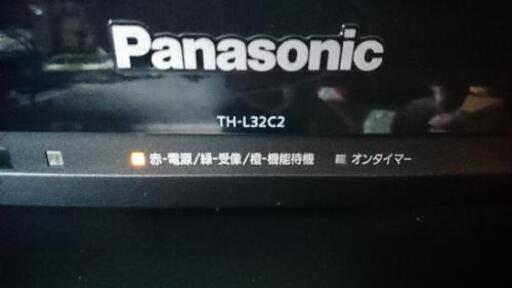 Panasonic
TH-L32C2
赤-電源/緑-受像/橙-機能待機 オンタイマー